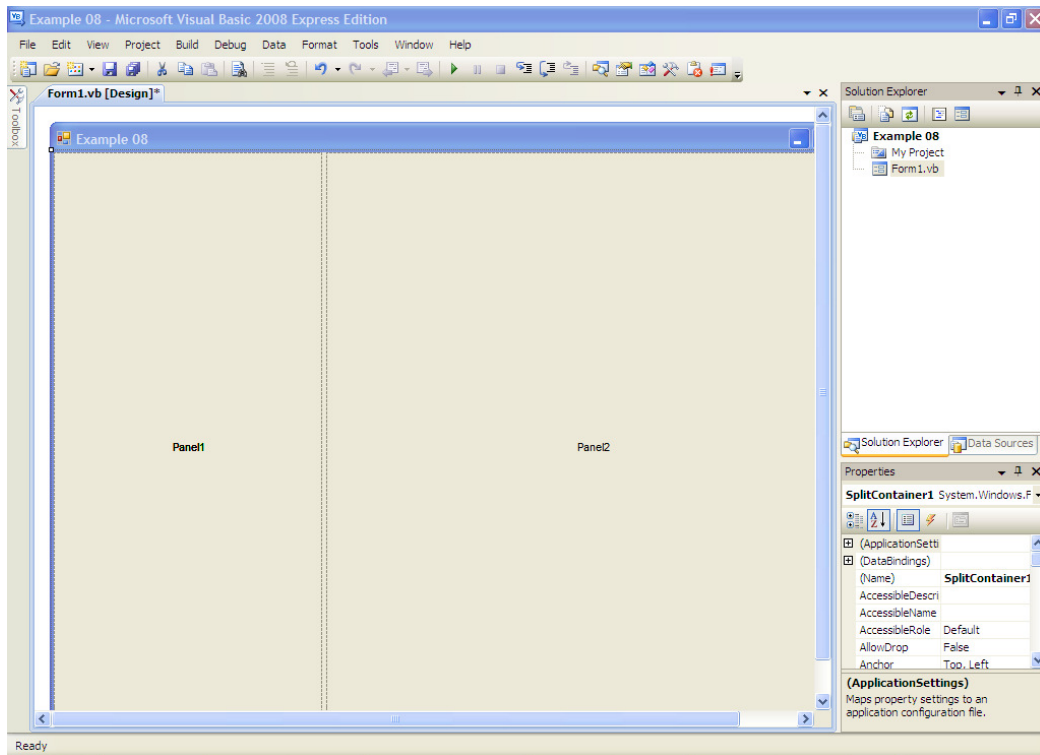 Example 08 - Microsoft Visual Basic 2008 Express Edition
File Edit View Project Build Debug Data Format Tools Window Help
Toolbox
Form1.vb [Design]*
Example 08
Panel1
Panel2
Solution Explorer
Example 08
My Project
Form1.vb
Solution Explorer Data Sources
Properties
SplitContainer1 System.Windows.F
(ApplicationSetti
(DataBindings)
(Name) SplitContainer1
AccessibleDescri
AccessibleName
AccessibleRole Default
AllowDrop False
Anchor Top, Left
(ApplicationSettings)
Maps property settings to an
application configuration file.
Ready